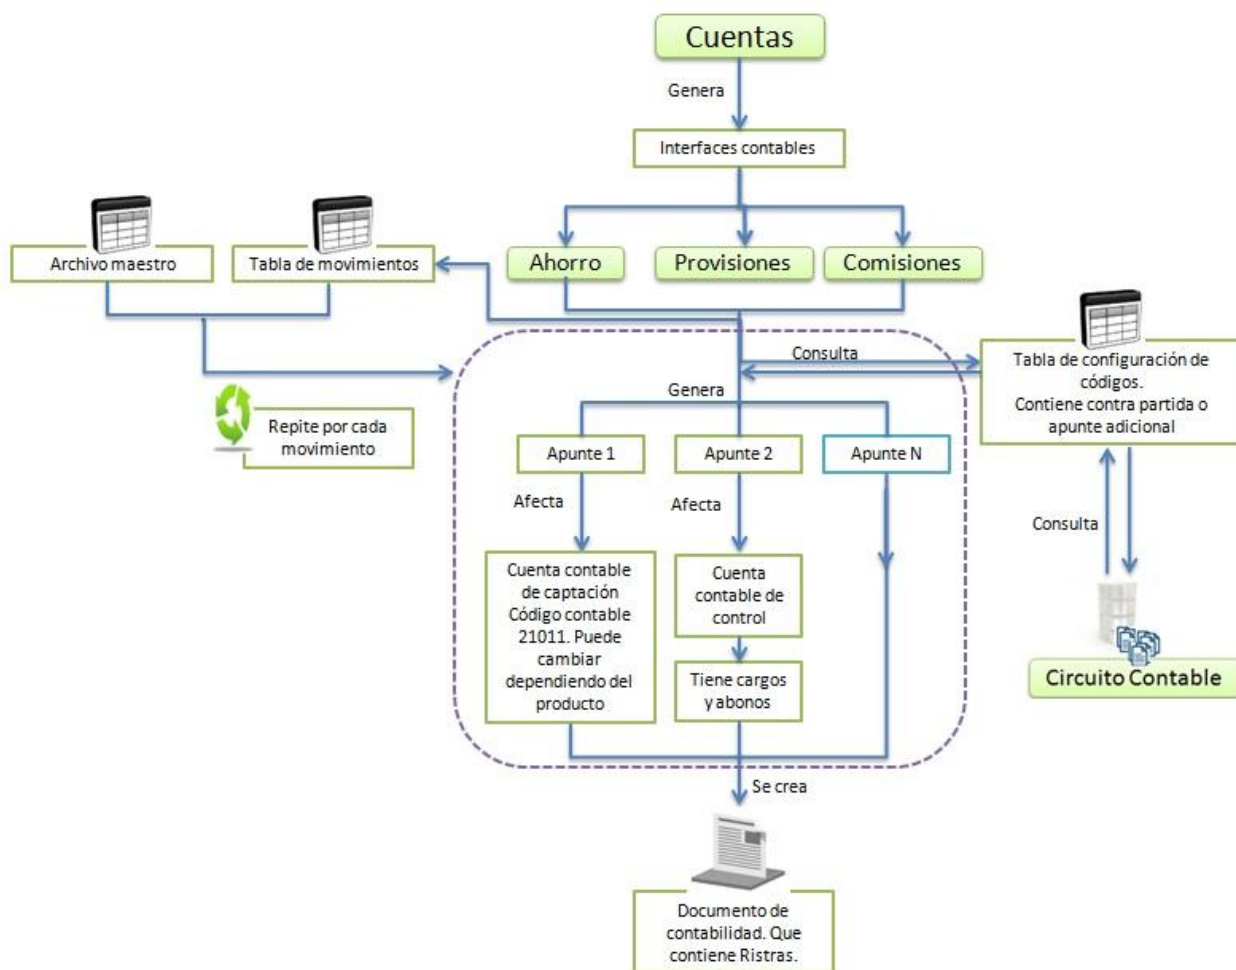 Cuentas
Genera
Interfaces contables
Archivo maestro
Tabla de movimientos
Ahorro
Provisiones
Comisiones
Consulta
Tabla de configuración de
códigos.
Contiene contra partida o
apunte adicional
Genera
Repite por cada
movimiento
Apunte 1
Apunte 2
Apunte N
Afecta
Afecta
Consulta
Cuenta contable
de captación
Código contable
21011. Puede
cambiar
dependiendo del
producto
Cuenta
contable de
control
Tiene cargos
y abonos
Circuito Contable
Se crea
Documento de
contabilidad. Que
contiene Ristras.